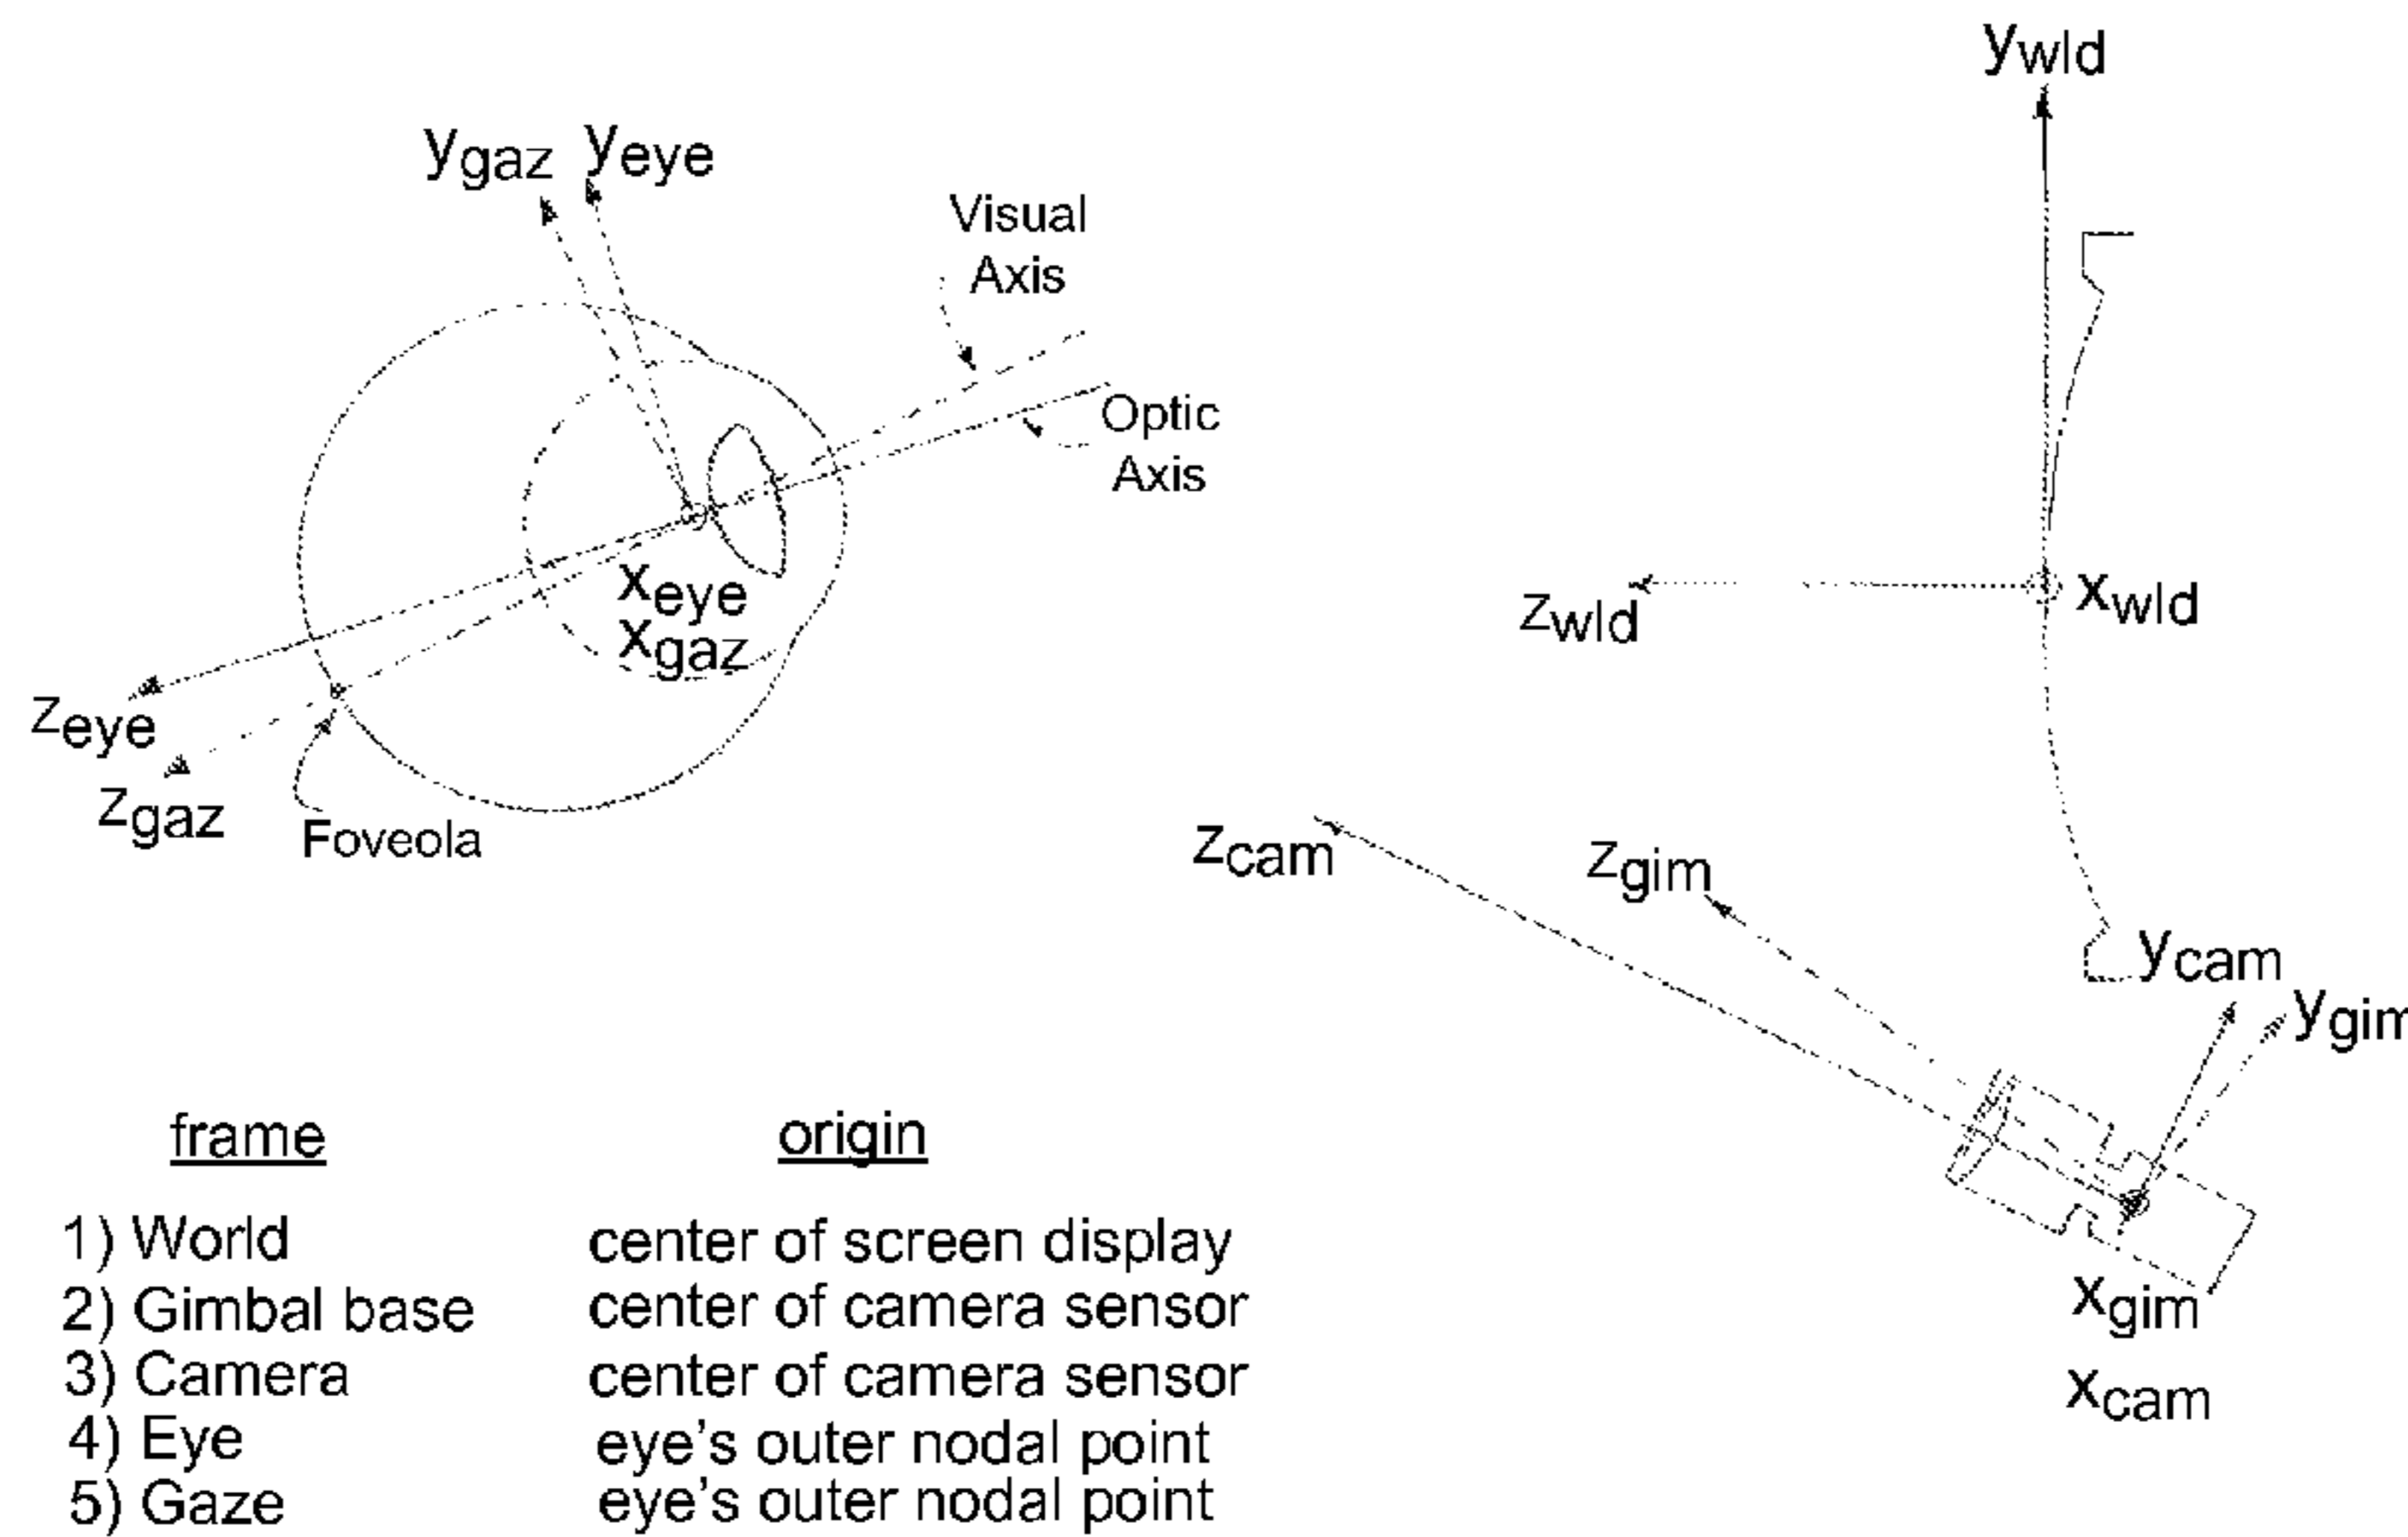 ywld
ygaz yeye
Visual
Axis
Optic
Axis
xeye
xgaz
zwld
xwld
zeye
zgaz
Foveola
zcam
zgim
ycam
ygim
xgim
xcam
frame origin
1) World center of screen display
2) Gimbal base center of camera sensor
3) Camera center of camera sensor
4) Eye eye's outer nodal point
5) Gaze eye's outer nodal point